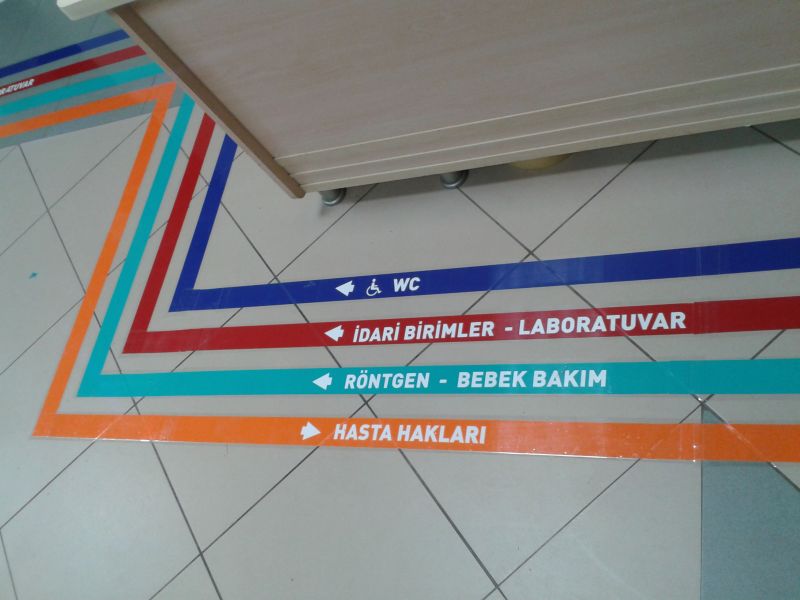 WC
İDARİ BİRİMLER - LABORATUVAR
RÖNTGEN - BEBEK BAKIM
HASTA HAKLARI